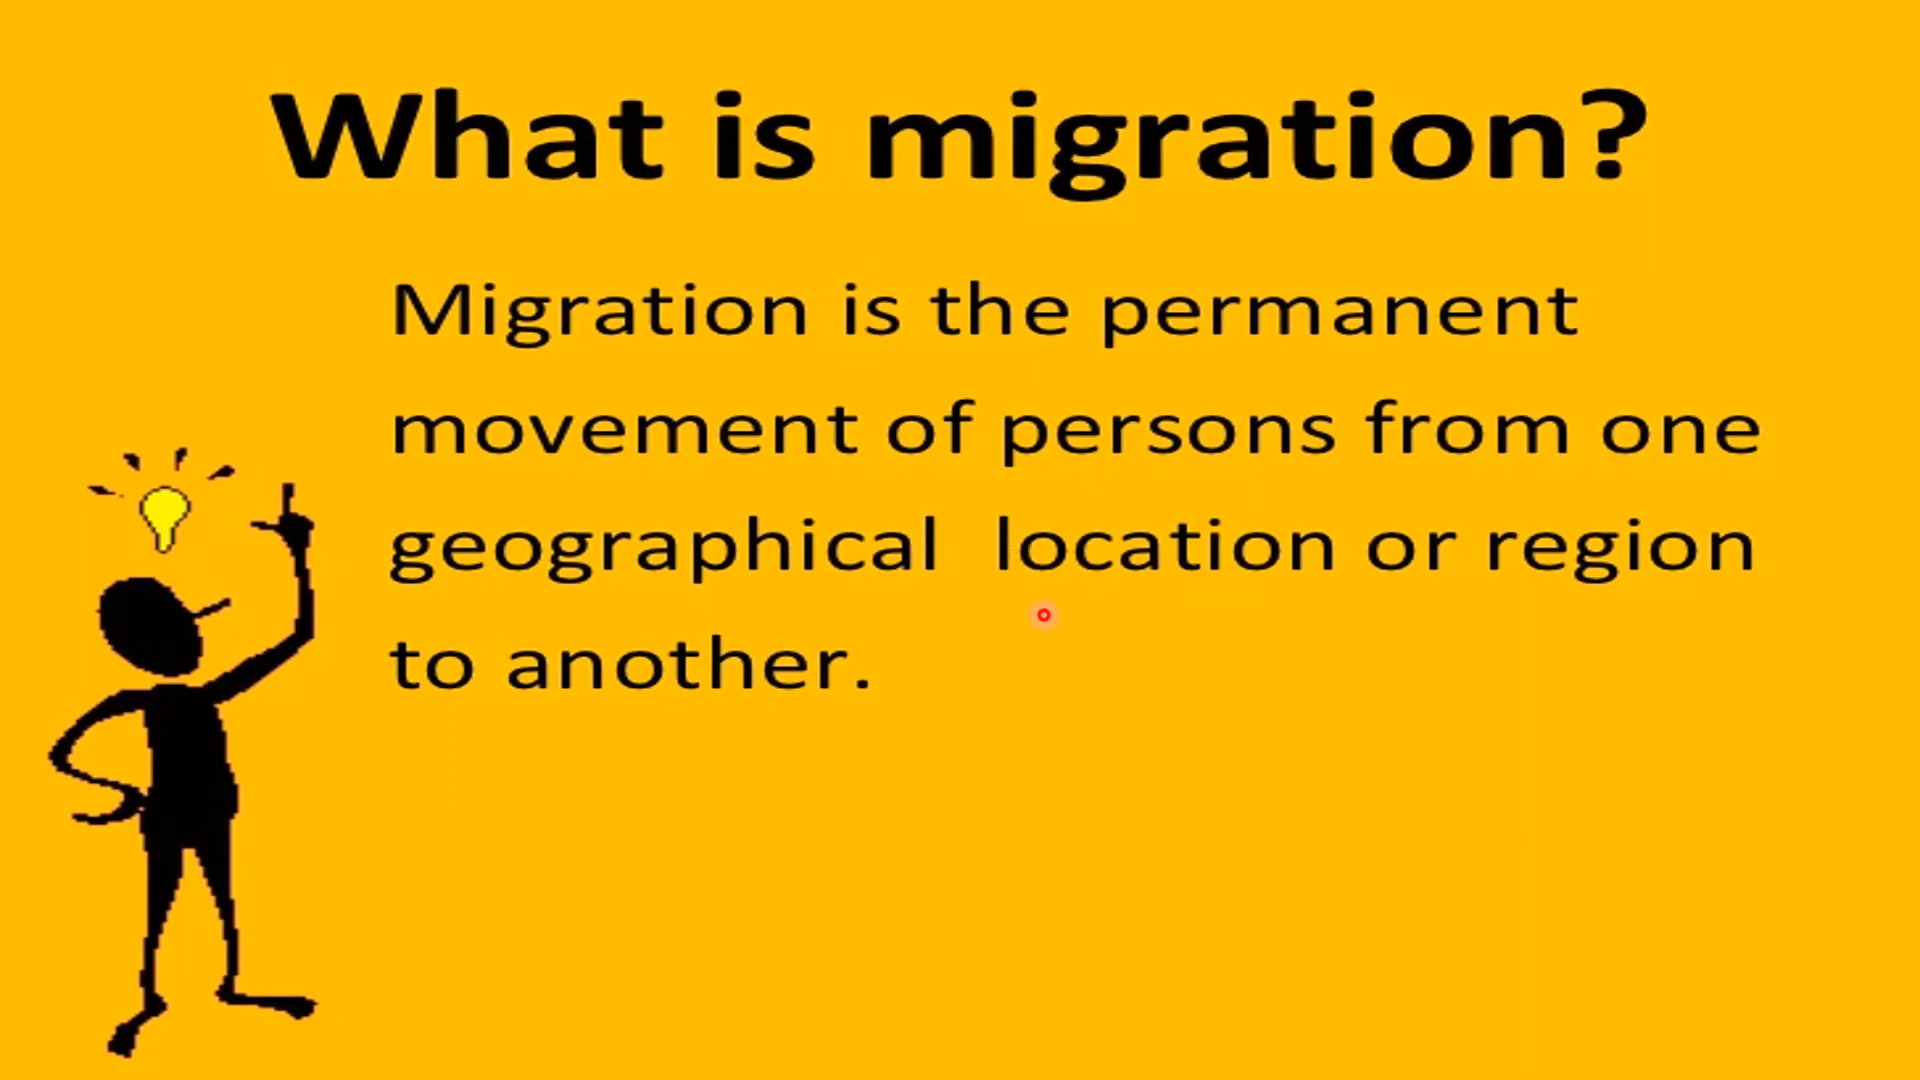 What is migration?
Migration is the permanent
movement of persons from one
geographical  location or region
to another.